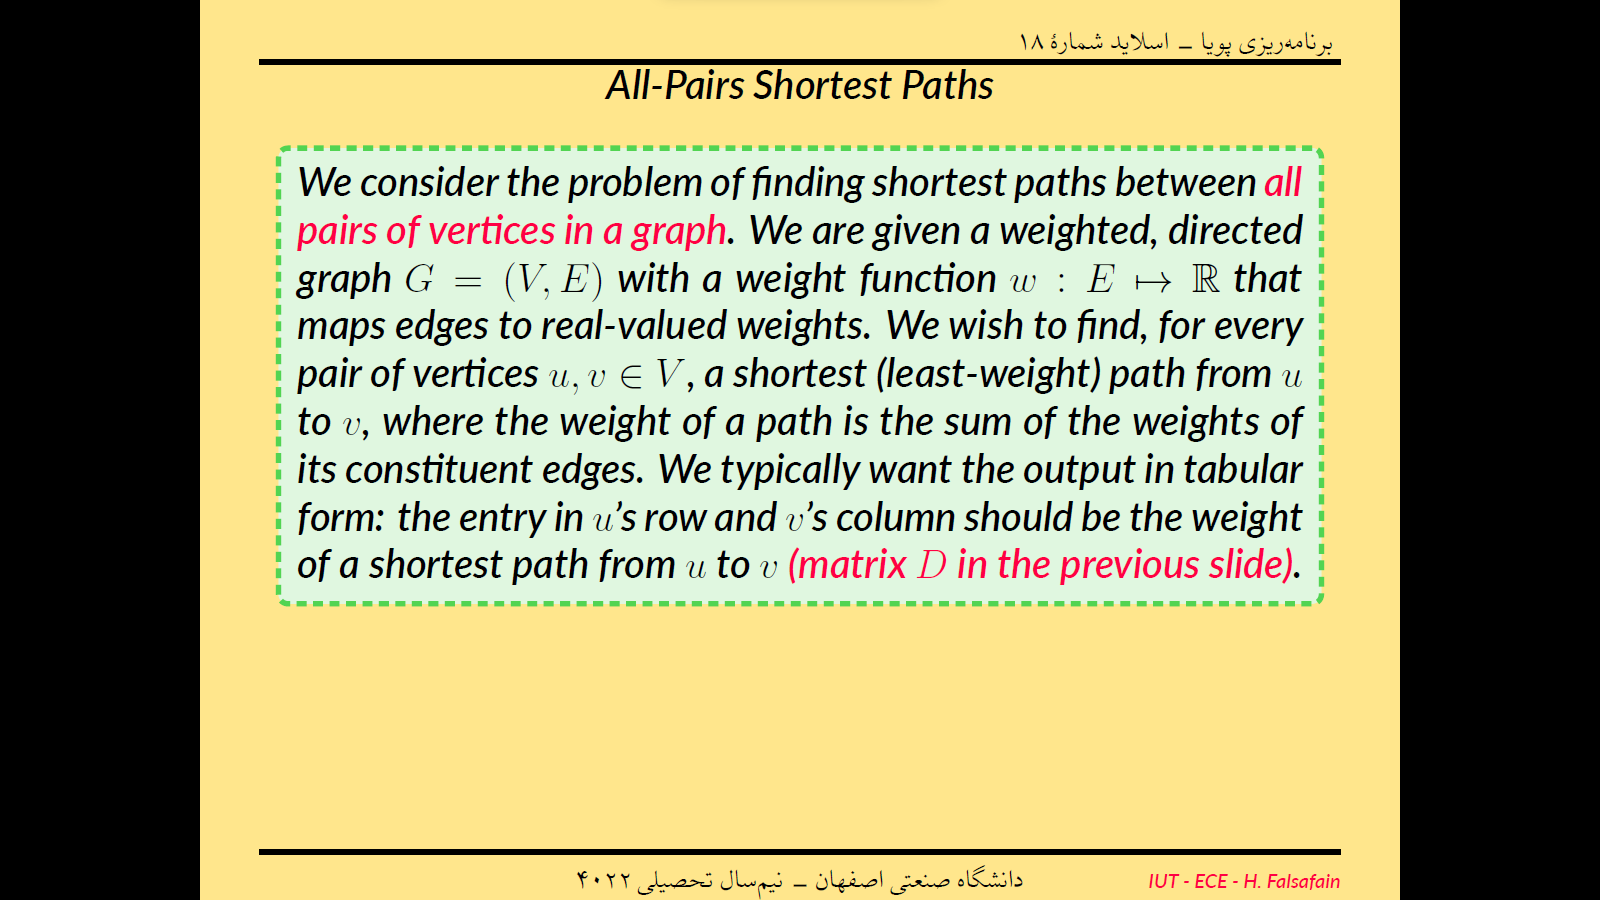 برنامه‌ریزی پویا – اسلاید شمارهٔ ۱۸
All-Pairs Shortest Paths
We consider the problem of finding shortest paths between all
pairs of vertices in a graph. We are given a weighted, directed
graph G = (V, E) with a weight function w : E ↦ ℝ that
maps edges to real-valued weights. We wish to find, for every
pair of vertices u, v ∈ V, a shortest (least-weight) path from u
to v, where the weight of a path is the sum of the weights of
its constituent edges. We typically want the output in tabular
form: the entry in u’s row and v’s column should be the weight
of a shortest path from u to v (matrix D in the previous slide).
دانشگاه صنعتی اصفهان – نیم‌سال تحصیلی ۴۰۲۲
IUT - ECE - H. Falsafain